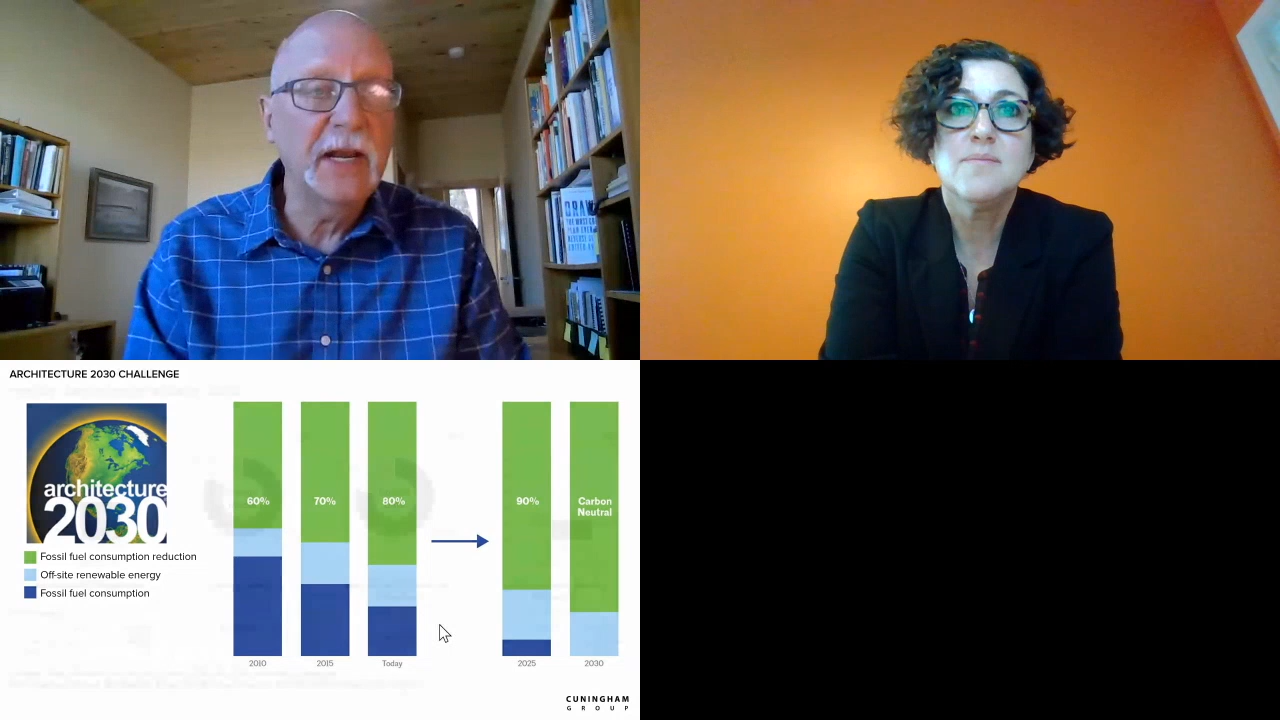 DRAW
ARCHITECTURE 2030 CHALLENGE
architecture
2030
Fossil fuel consumption reduction
Off-site renewable energy
Fossil fuel consumption
60%
70%
80%
90%
Carbon
Neutral
2010
2015
Today
2025
2030
CUNINGHAM
GROUP